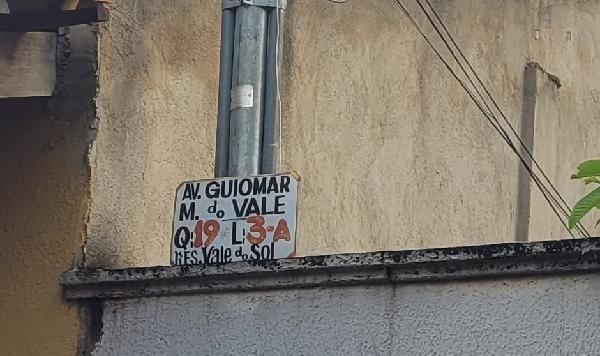 AV. GUIOMAR
M. do VALE
Q:19 L:3-A
RES. Vale do Sol